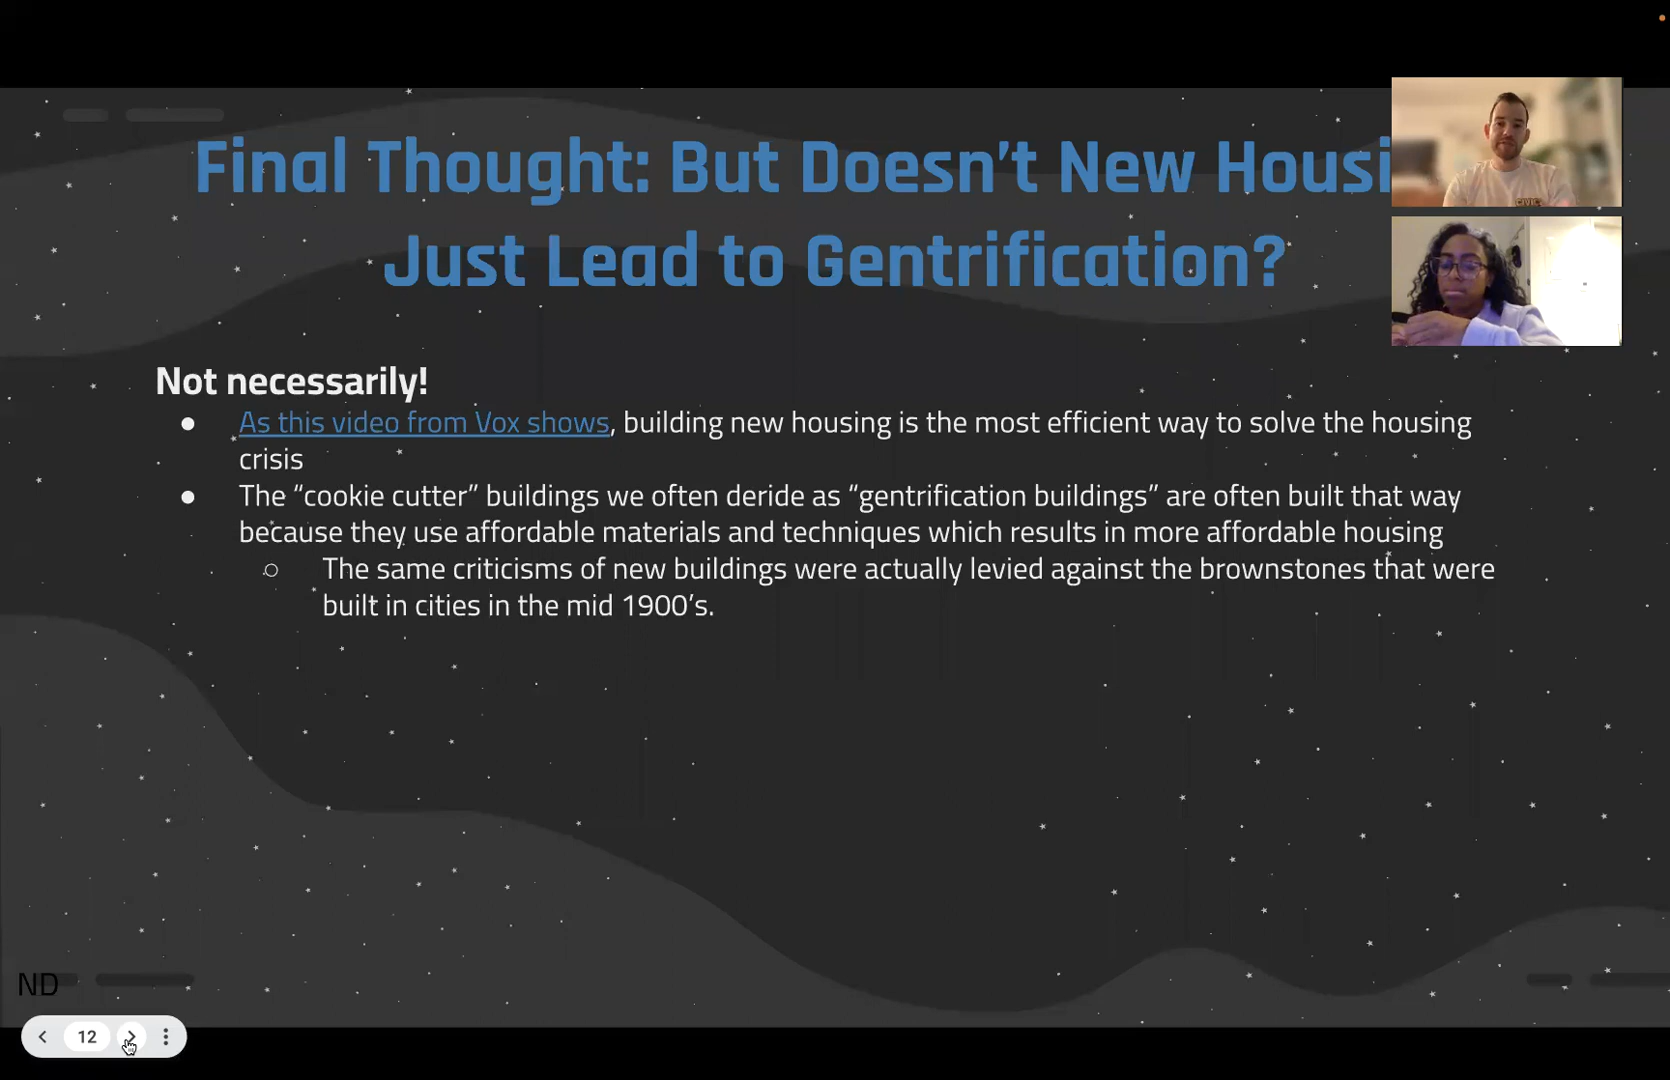 Final Thought: But Doesn't New Housi
Just Lead to Gentrification?
CIVIC
Not necessarily!
● As this video from Vox shows, building new housing is the most efficient way to solve the housing
crisis
● The “cookie cutter” buildings we often deride as “gentrification buildings” are often built that way
because they use affordable materials and techniques which results in more affordable housing
○ The same criticisms of new buildings were actually levied against the brownstones that were
built in cities in the mid 1900’s.
ND
12